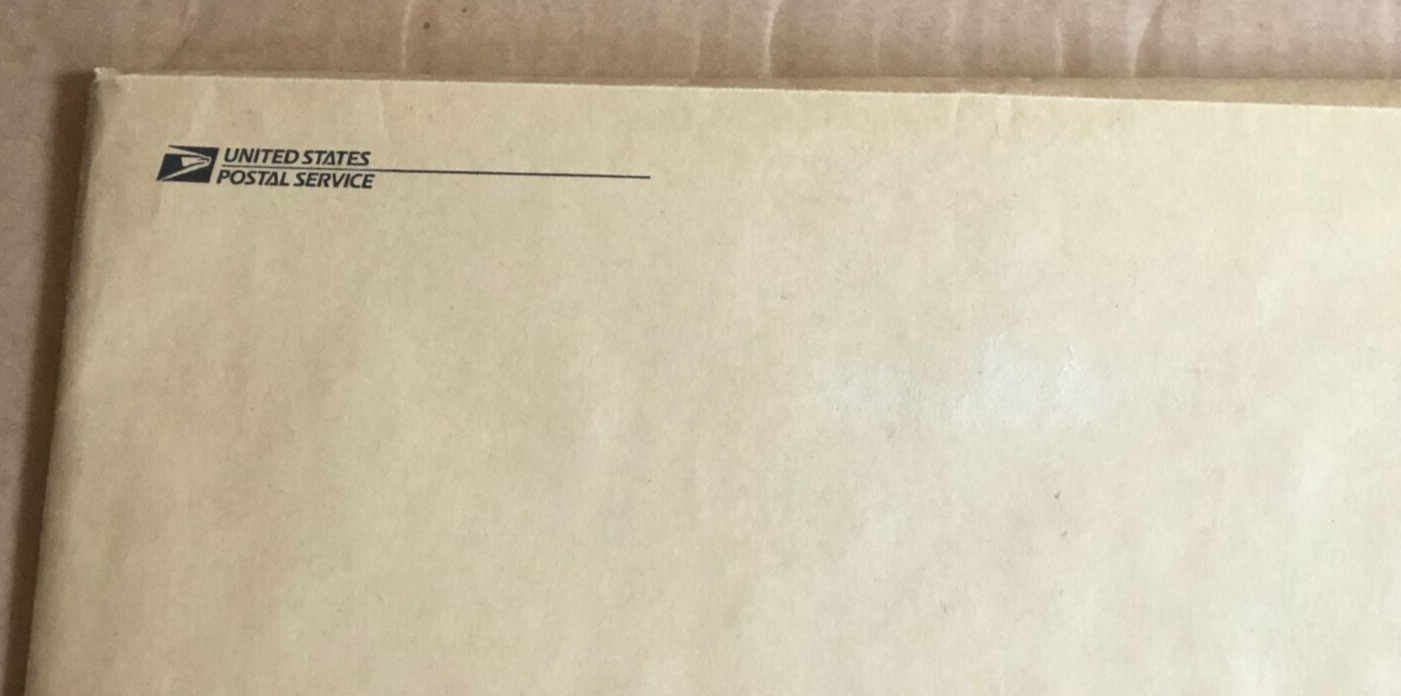 UNITED STATES
POSTAL SERVICE